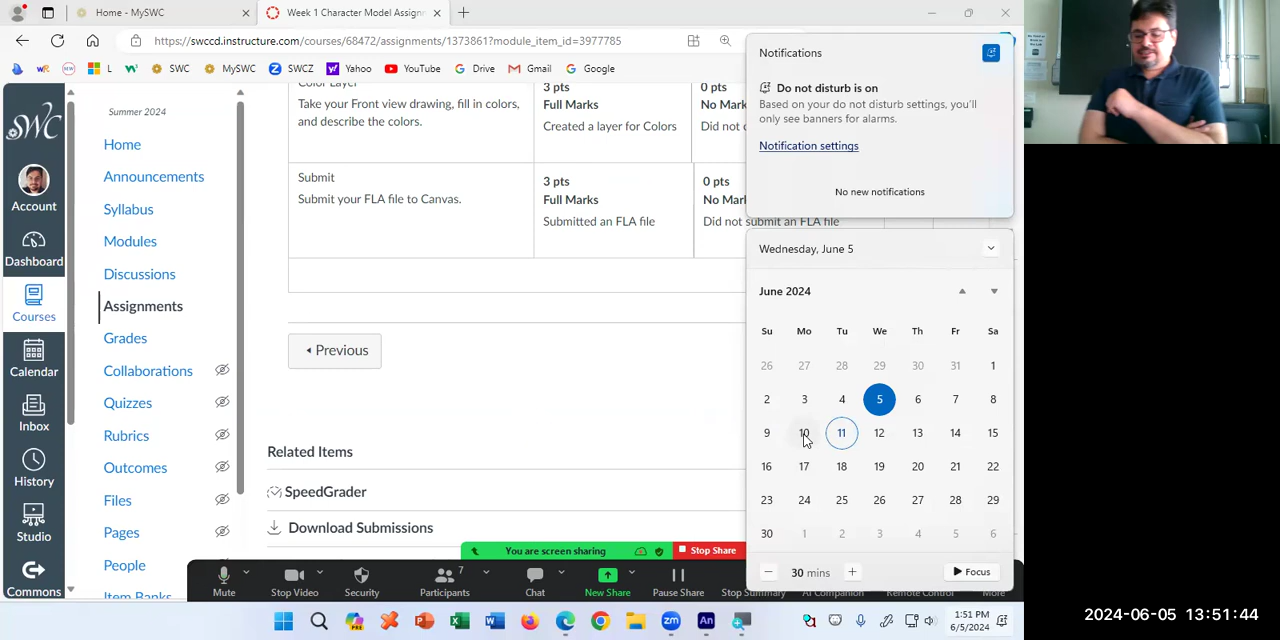 Home - MySWC
Week 1 Character Model Assignm
https://swccd.instructure.com/courses/68472/assignments/1373861?module_item_id=3977785
L
SWC
MySWC
SWCZ
Yahoo
YouTube
Drive
Gmail
Google
SWC
Account
Dashboard
Courses
Calendar
Inbox
History
Studio
Commons
Summer 2024
Home
Announcements
Syllabus
Modules
Discussions
Assignments
Grades
Collaborations
Quizzes
Rubrics
Outcomes
Files
Pages
People
Item Banks
Color Layer
Take your Front view drawing, fill in colors,
and describe the colors.
3 pts
Full Marks
Created a layer for Colors
0 pts
No Mark
Did not c
Submit
Submit your FLA file to Canvas.
3 pts
Full Marks
Submitted an FLA file
0 pts
No Mark
Did not submit an FLA file
Previous
Related Items
SpeedGrader
Download Submissions
Notifications
Do not disturb is on
Based on your do not disturb settings, you'll
only see banners for alarms.
Notification settings
No new notifications
Wednesday, June 5
June 2024
Su Mo Tu We Th Fr Sa
26 27 28 29 30 31 1
2 3 4 5 6 7 8
9 10 11 12 13 14 15
16 17 18 19 20 21 22
23 24 25 26 27 28 29
30 1 2 3 4 5 6
30 mins
Focus
You are screen sharing
Stop Share
Mute
Stop Video
Security
Participants
7
Chat
New Share
Pause Share
Stop Summary
AI Companion
Remote Control
More
1:51 PM
6/5/2024
2024-06-05 13:51:44